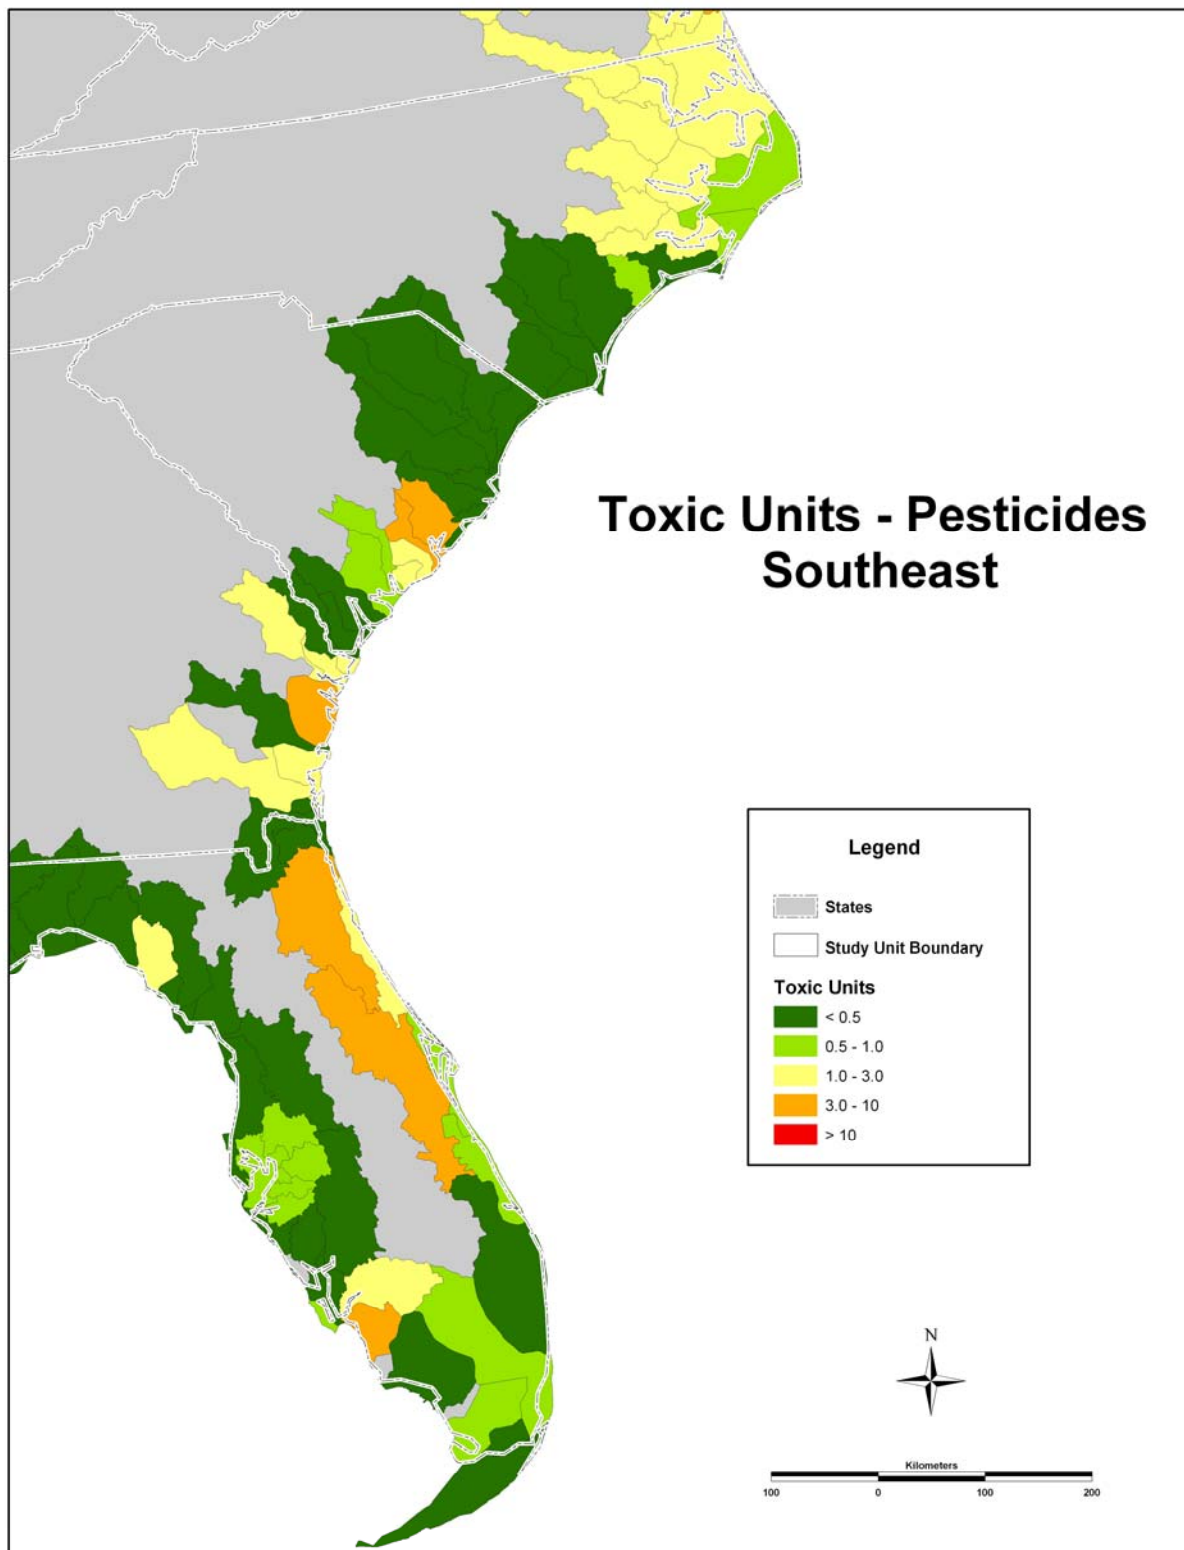 Toxic Units - Pesticides
Southeast
Legend
States
Study Unit Boundary
Toxic Units
< 0.5
0.5 - 1.0
1.0 - 3.0
3.0 - 10
> 10
N
Kilometers
100 0 100 200